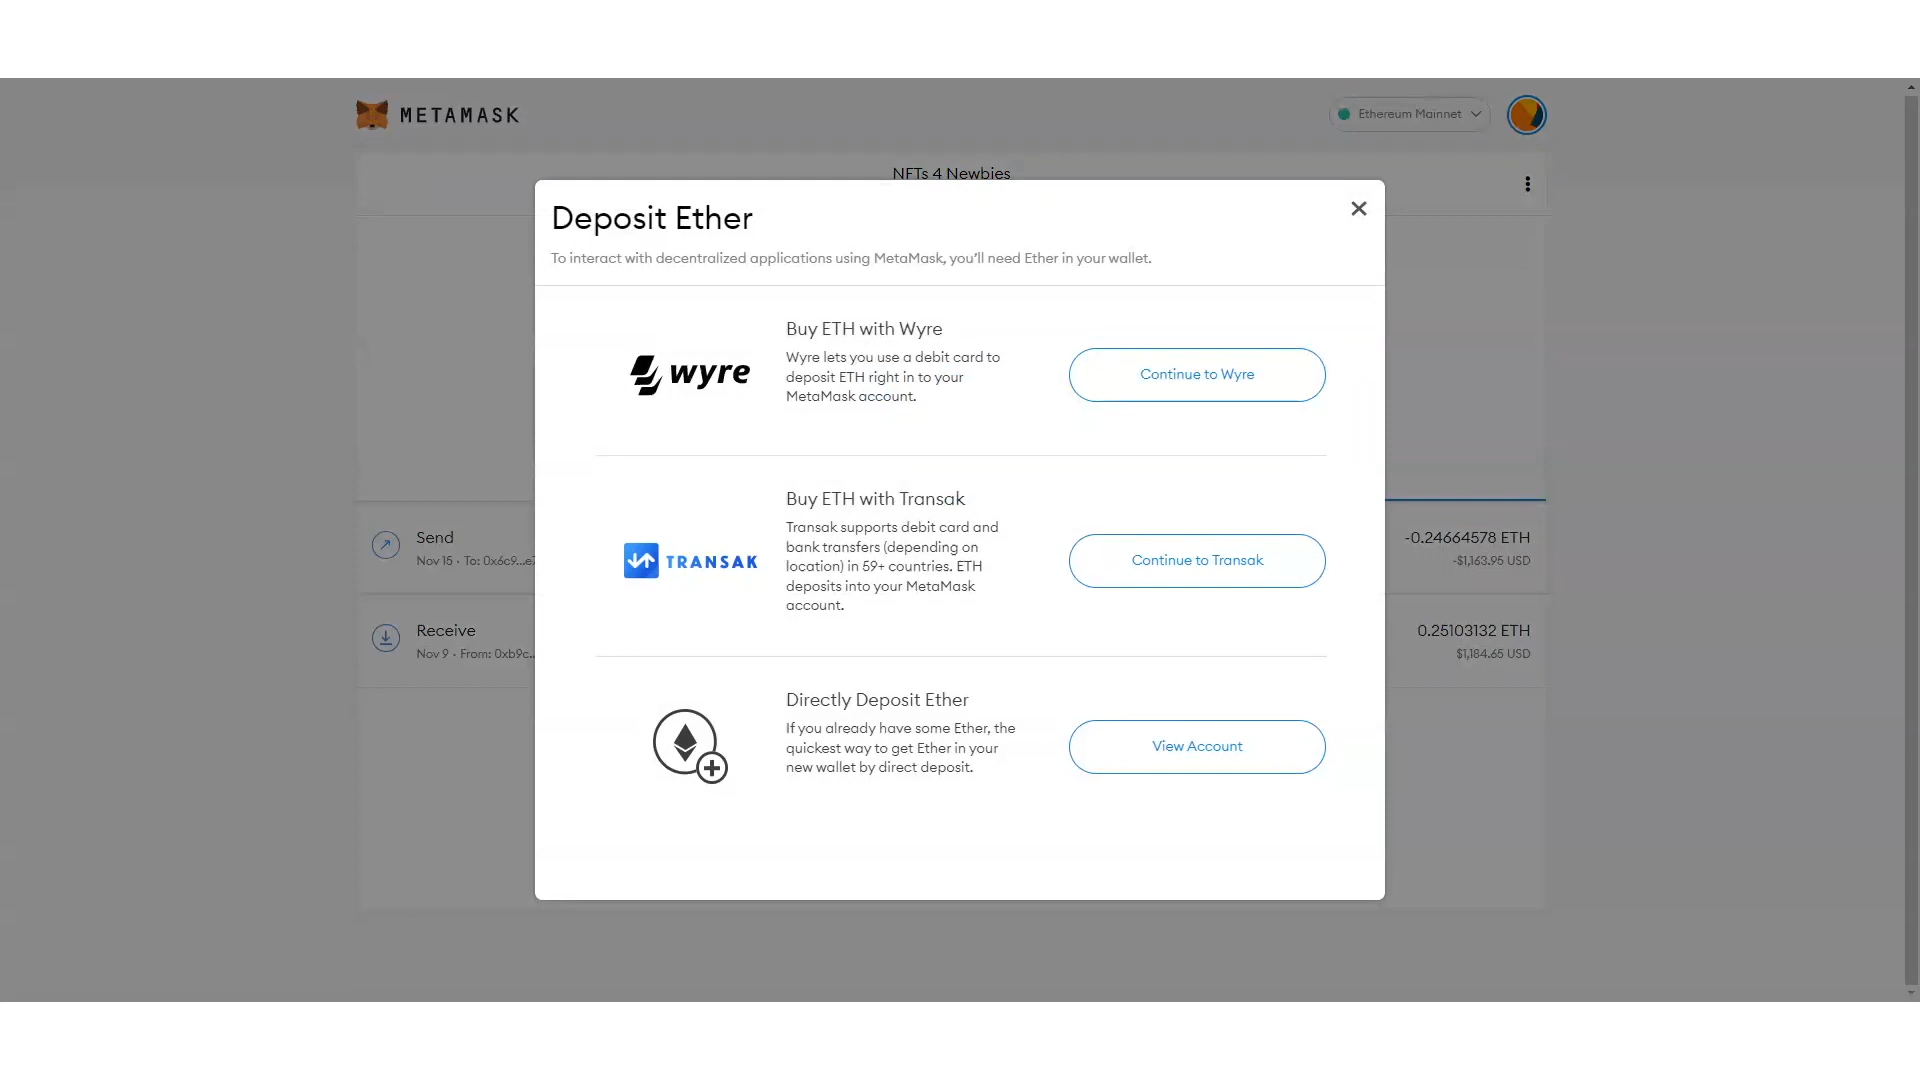 METAMASK
Ethereum Mainnet
NFTs 4 Newbies
Deposit Ether
To interact with decentralized applications using MetaMask, you'll need Ether in your wallet.
wyre
Buy ETH with Wyre
Wyre lets you use a debit card to
deposit ETH right in to your
MetaMask account.
Continue to Wyre
TRANSAK
Buy ETH with Transak
Transak supports debit card and
bank transfers (depending on
location) in 59+ countries. ETH
deposits into your MetaMask
account.
Continue to Transak
Directly Deposit Ether
If you already have some Ether, the
quickest way to get Ether in your
new wallet by direct deposit.
View Account
Send
Nov 15 · To: 0x6c9...e7
-0.24664578 ETH
-$1,163.95 USD
Receive
Nov 9 · From: 0xb9c..
0.25103132 ETH
$1,184.65 USD